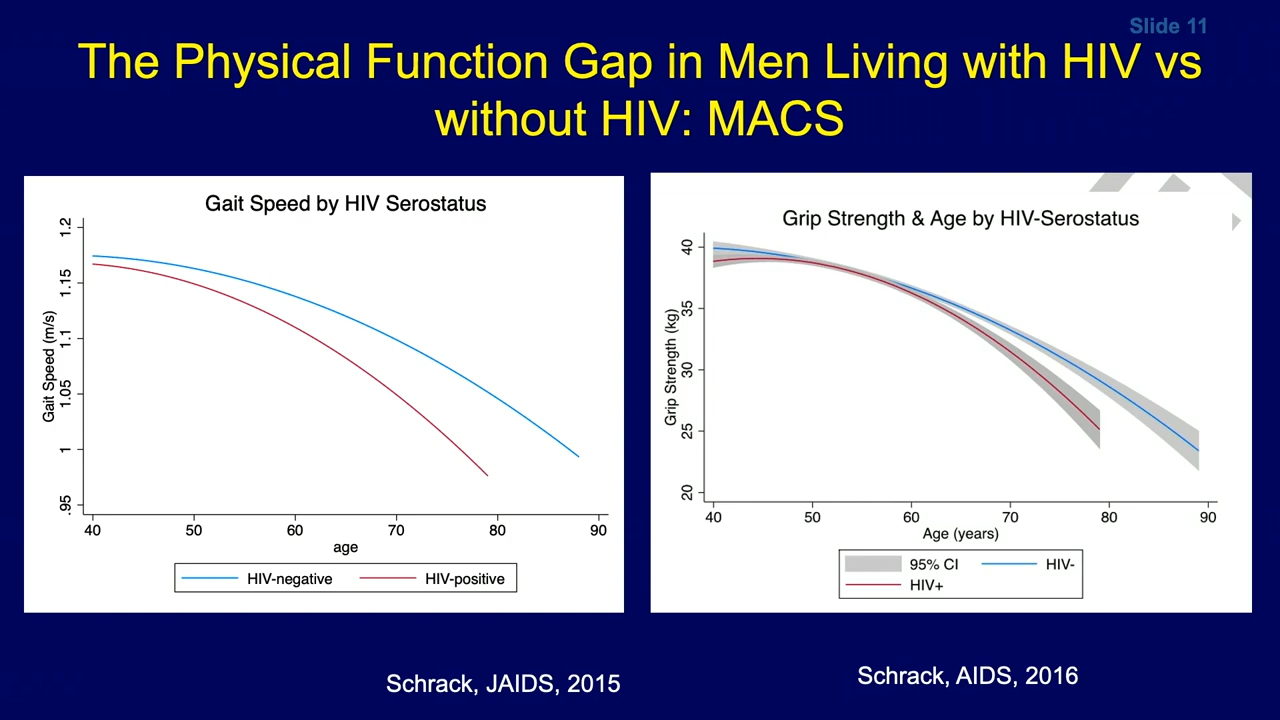 Slide 11
The Physical Function Gap in Men Living with HIV vs
without HIV: MACS
Gait Speed by HIV Serostatus
Gait Speed (m/s)
1.2
1.15
1.1
1.05
1
.95
40 50 60 70 80 90
age
HIV-negative HIV-positive
Grip Strength & Age by HIV-Serostatus
Grip Strength (kg)
40
35
30
25
20
40 50 60 70 80 90
Age (years)
95% CI HIV-
HIV+
Schrack, JAIDS, 2015
Schrack, AIDS, 2016